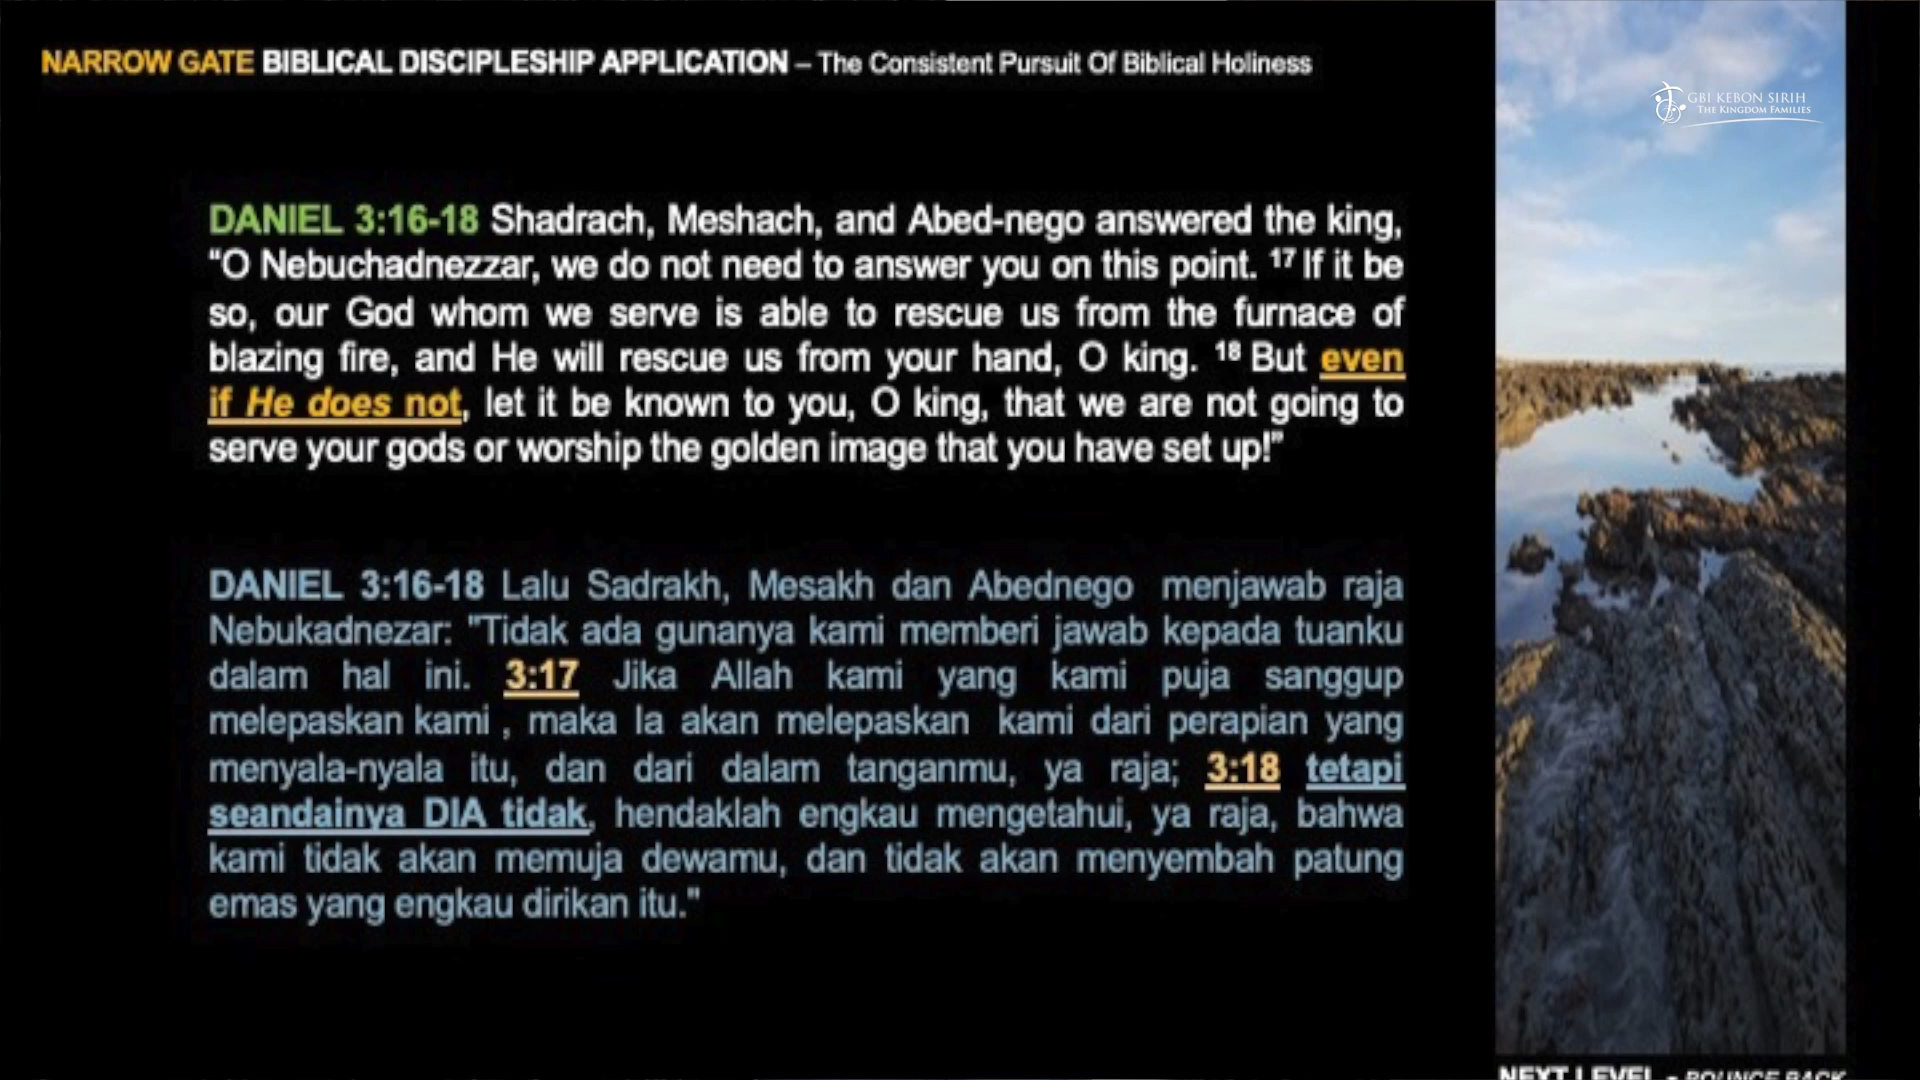 NARROW GATE BIBLICAL DISCIPLESHIP APPLICATION – The Consistent Pursuit Of Biblical Holiness
GBI KEBON SIRIH
THE KINGDOM FAMILIES
DANIEL 3:16-18 Shadrach, Meshach, and Abed-nego answered the king,
“O Nebuchadnezzar, we do not need to answer you on this point. 17 If it be
so, our God whom we serve is able to rescue us from the furnace of
blazing fire, and He will rescue us from your hand, O king. 18 But even
if He does not, let it be known to you, O king, that we are not going to
serve your gods or worship the golden image that you have set up!”
DANIEL 3:16-18 Lalu Sadrakh, Mesakh dan Abednego menjawab raja
Nebukadnezar: "Tidak ada gunanya kami memberi jawab kepada tuanku
dalam hal ini. 3:17 Jika Allah kami yang kami puja sanggup
melepaskan kami , maka Ia akan melepaskan kami dari perapian yang
menyala-nyala itu, dan dari dalam tanganmu, ya raja; 3:18 tetapi
seandainya DIA tidak, hendaklah engkau mengetahui, ya raja, bahwa
kami tidak akan memuja dewamu, dan tidak akan menyembah patung
emas yang engkau dirikan itu."
NEXT LEVEL - BOUNCE BACK